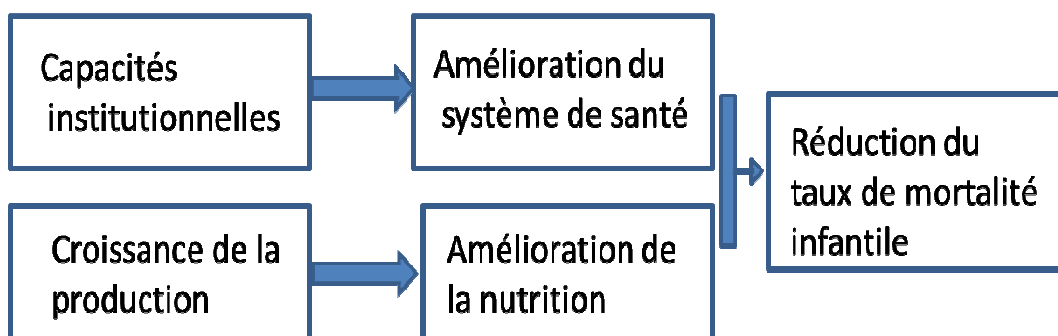 Capacités
institutionnelles
Amélioration du
système de santé
Croissance de la
production
Amélioration de
la nutrition
Réduction du
taux de mortalité
infantile